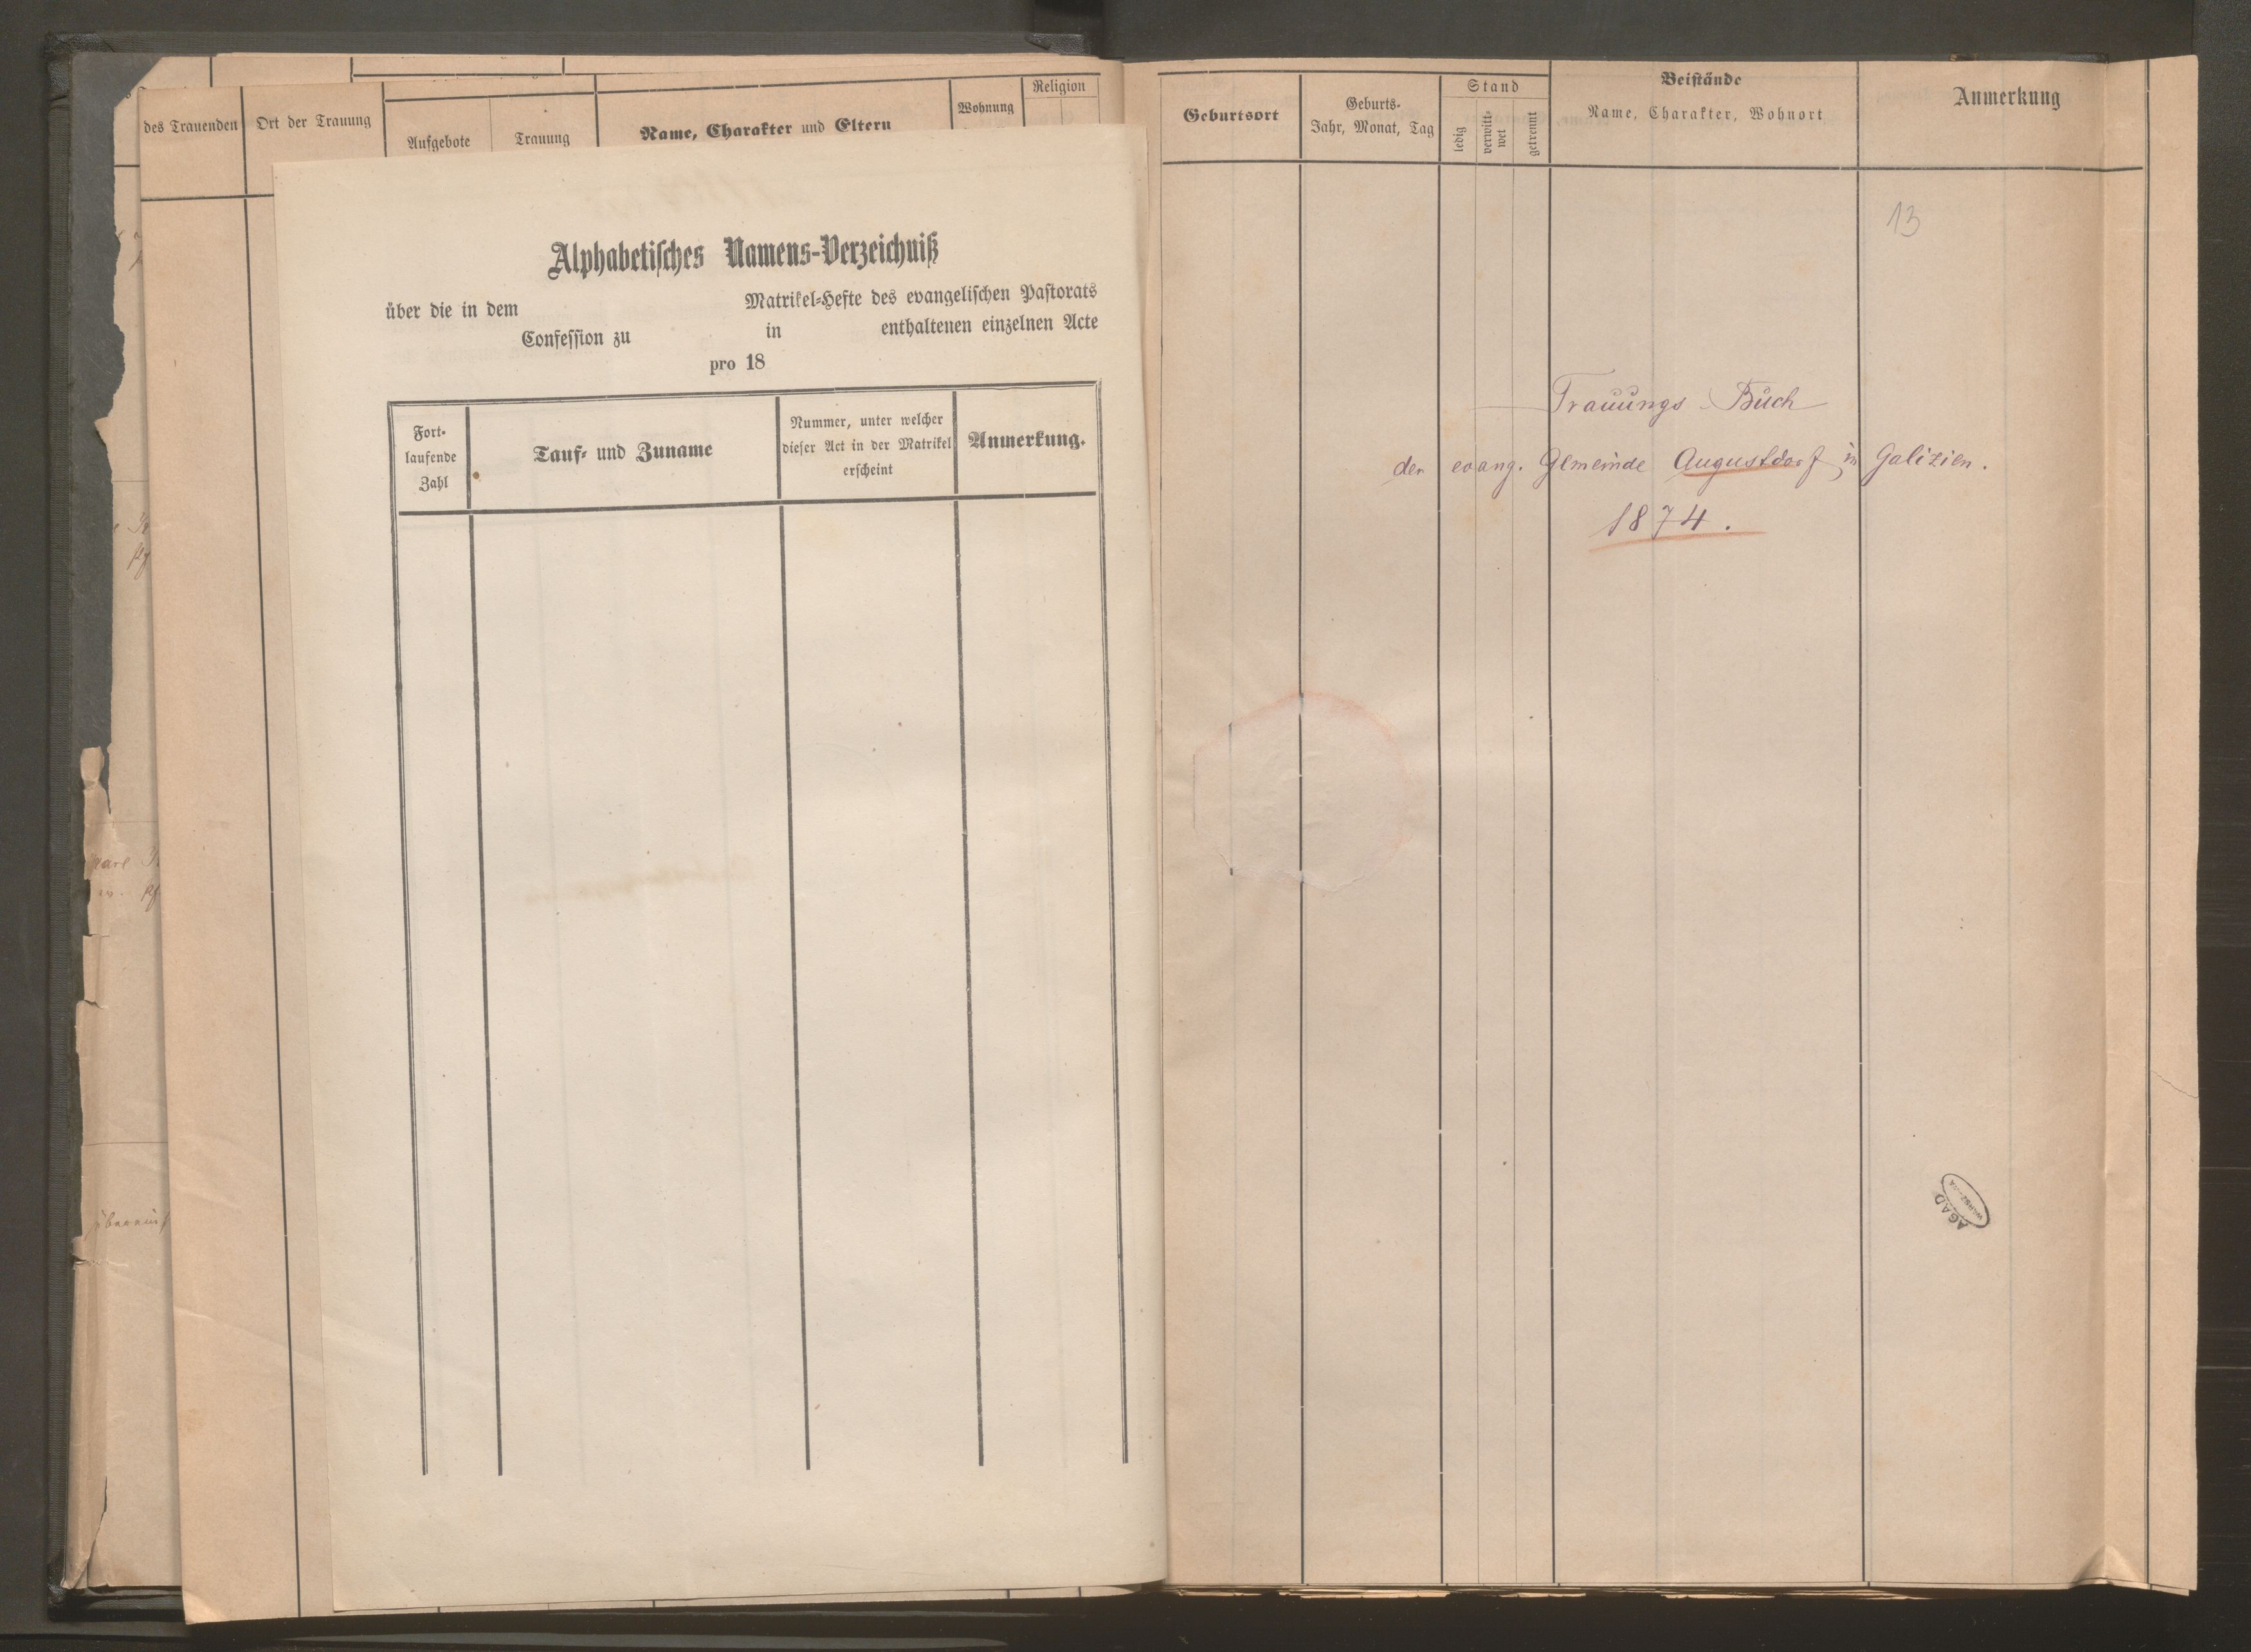 des Trauenden
Ort der Trauung
Aufgebote
Trauung
Name, Charakter und Eltern
Wohnung
Religion
Alphabetisches Namens-Verzeichniß
über die in dem Matrikel-Hefte des evangelischen Pastorats
Confession zu in enthaltenen einzelnen Acte
pro 18
Fort-
laufende
Zahl
Tauf- und Zuname
Nummer, unter welcher
dieser Act in der Matrikel
erscheint
Anmerkung.
Geburtsort
Geburts-
Jahr, Monat, Tag
Stand
ledig
verwitt-
wet
getrennt
Beistände
Name, Charakter, Wohnort
Anmerkung
13
Trauungs-Buch
der evang. Gemeinde Augustdorf in Galizien.
1874.
AGAD